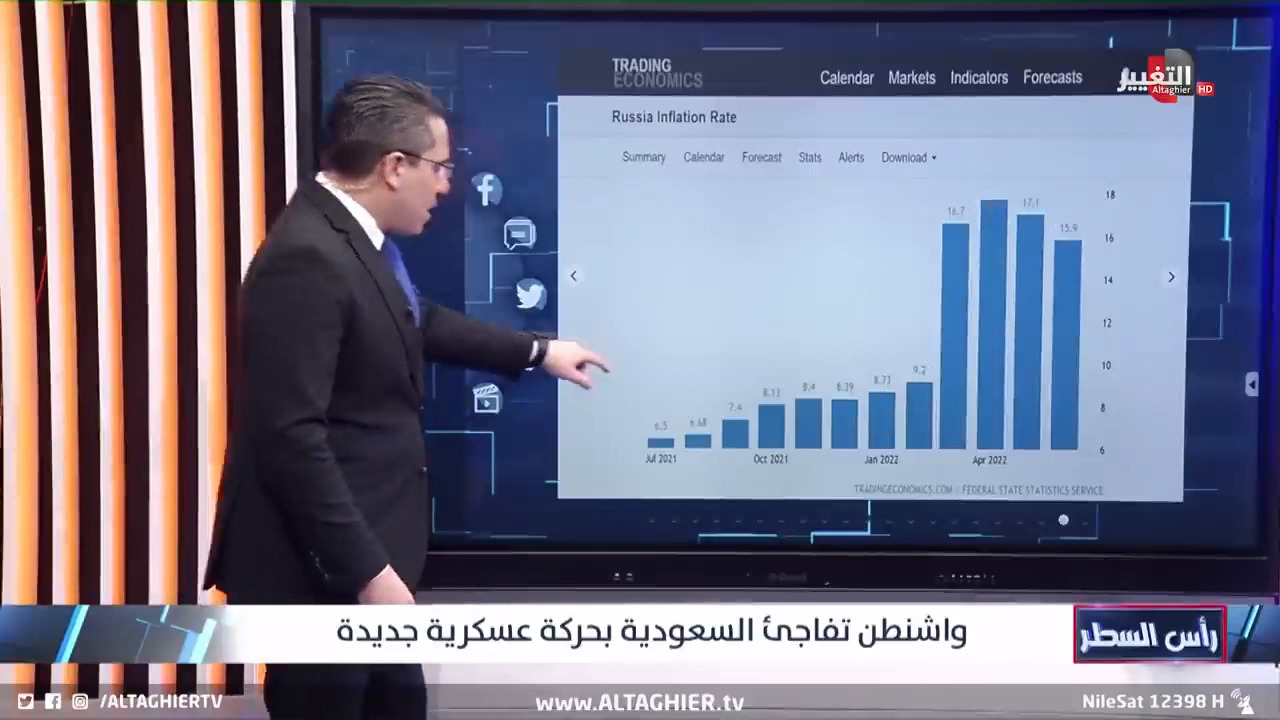 TRADING
ECONOMICS
Calendar Markets Indicators Forecasts
التغيير
Altaghier HD
Russia Inflation Rate
Summary Calendar Forecast Stats Alerts Download
18
16.7 17.1 15.9
16
14
12
10
6.5 6.68 7.4 8.13 8.4 8.39 8.73 9.2
8
6
Jul 2021 Oct 2021 Jan 2022 Apr 2022
TRADINGECONOMICS.COM | FEDERAL STATE STATISTICS SERVICE
رأس السطر
واشنطن تفاجئ السعودية بحركة عسكرية جديدة
/ALTAGHIERTV
www.ALTAGHIER.tv
NileSat 12398 H